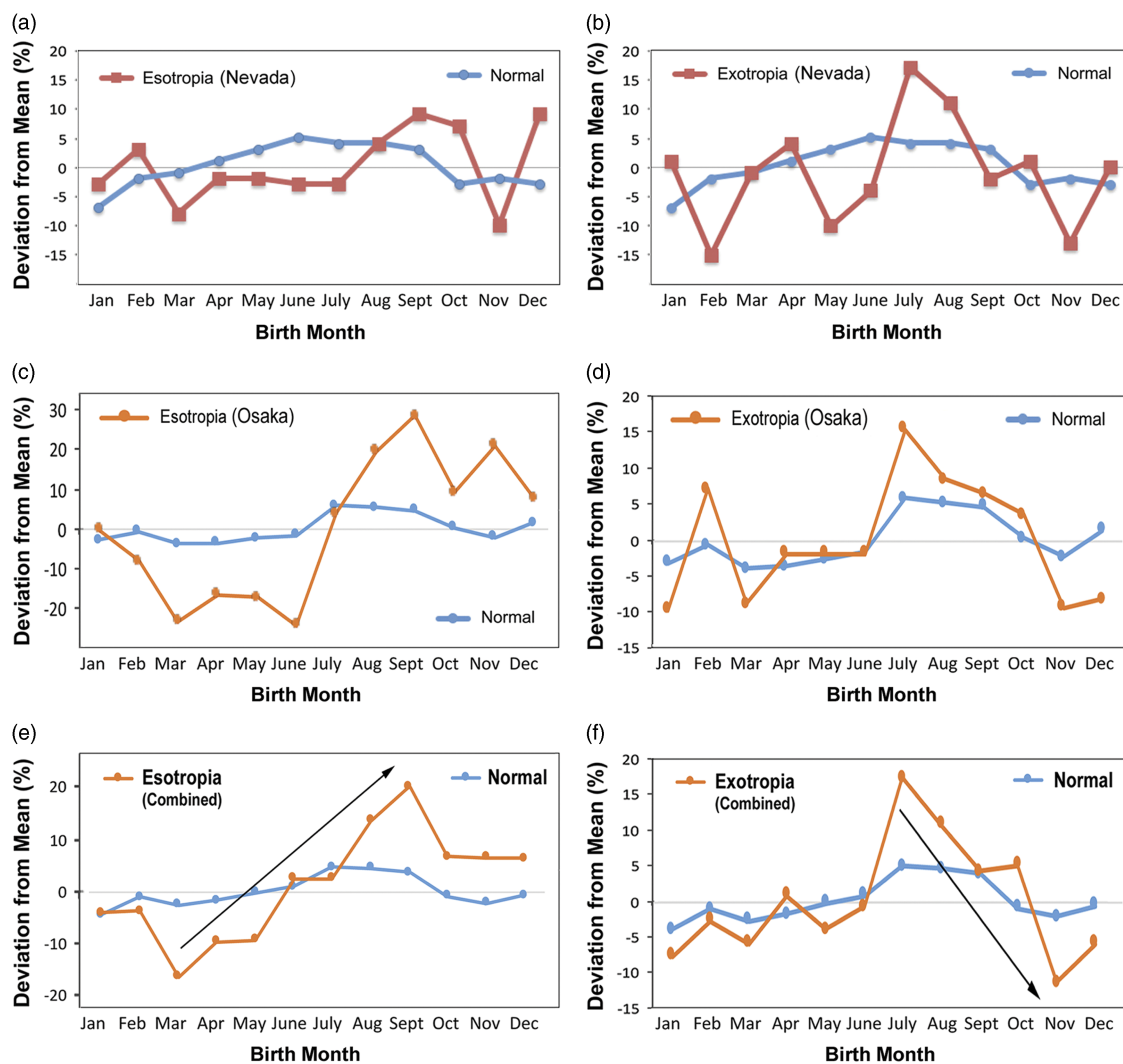 (a)
Deviation from Mean (%)
Esotropia (Nevada)
Normal
20
15
10
5
0
-5
-10
-15
Jan Feb Mar Apr May June July Aug Sept Oct Nov Dec
Birth Month
(b)
Deviation from Mean (%)
Exotropia (Nevada)
Normal
20
15
10
5
0
-5
-10
-15
Jan Feb Mar Apr May June July Aug Sept Oct Nov Dec
Birth Month
(c)
Deviation from Mean (%)
Esotropia (Osaka)
30
20
10
0
-10
-20
Normal
Jan Feb Mar Apr May June July Aug Sept Oct Nov Dec
Birth Month
(d)
Deviation from Mean (%)
Exotropia (Osaka)
Normal
20
15
10
5
0
-5
-10
-15
Jan Feb Mar Apr May June July Aug Sept Oct Nov Dec
Birth Month
(e)
Deviation from Mean (%)
Esotropia
(Combined)
Normal
20
10
0
-10
-20
Jan Feb Mar Apr May June July Aug Sept Oct Nov Dec
Birth Month
(f)
Deviation from Mean (%)
Exotropia
(Combined)
Normal
20
15
10
5
0
-5
-10
-15
Jan Feb Mar Apr May June July Aug Sept Oct Nov Dec
Birth Month